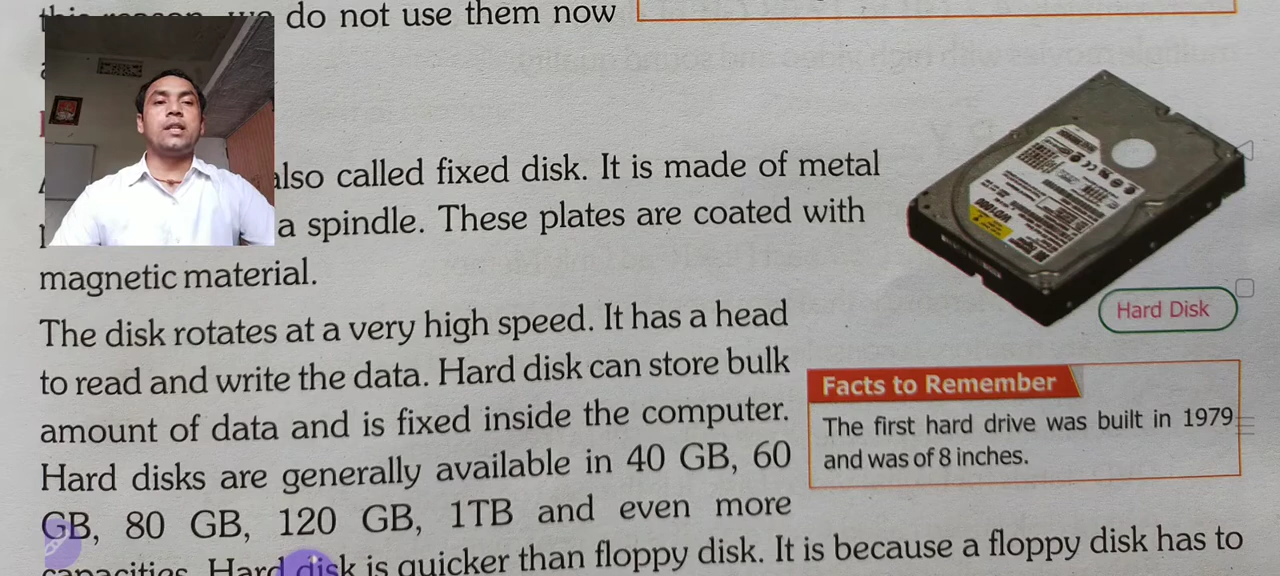 do not use them now
also called fixed disk. It is made of metal
a spindle. These plates are coated with
magnetic material.
The disk rotates at a very high speed. It has a head
to read and write the data. Hard disk can store bulk
amount of data and is fixed inside the computer.
Hard disks are generally available in 40 GB, 60
GB, 80 GB, 120 GB, 1TB and even more
capacities. Hard disk is quicker than floppy disk. It is because a floppy disk has to
Hard Disk
Facts to Remember
The first hard drive was built in 1979
and was of 8 inches.